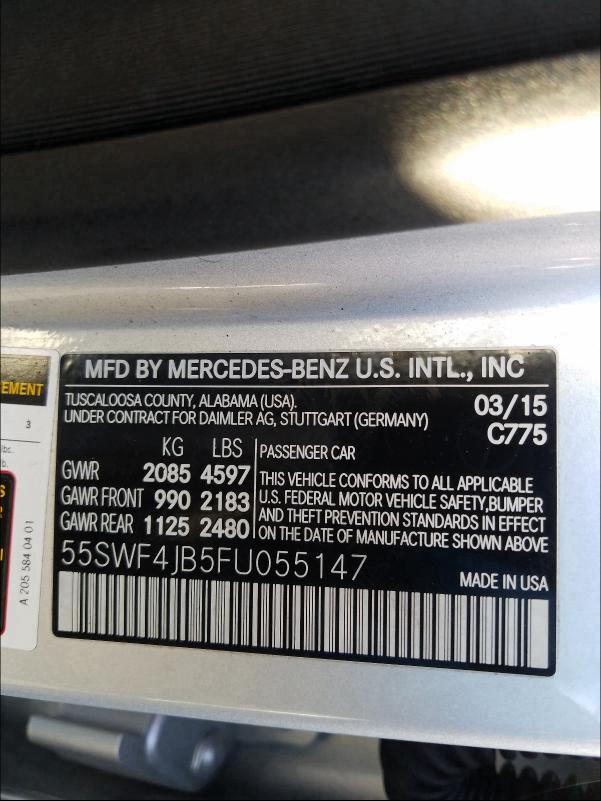 MFD BY MERCEDES-BENZ U.S. INTL., INC
TUSCALOOSA COUNTY, ALABAMA (USA).
UNDER CONTRACT FOR DAIMLER AG, STUTTGART (GERMANY)
03/15
C775
KG LBS
GVWR 2085 4597
GAWR FRONT 990 2183
GAWR REAR 1125 2480
PASSENGER CAR
THIS VEHICLE CONFORMS TO ALL APPLICABLE
U.S. FEDERAL MOTOR VEHICLE SAFETY,BUMPER
AND THEFT PREVENTION STANDARDS IN EFFECT
ON THE DATE OF MANUFACTURE SHOWN ABOVE
55SWF4JB5FU055147
MADE IN USA
EMENT
3
lbc.
lb.
A 205 584 04 01